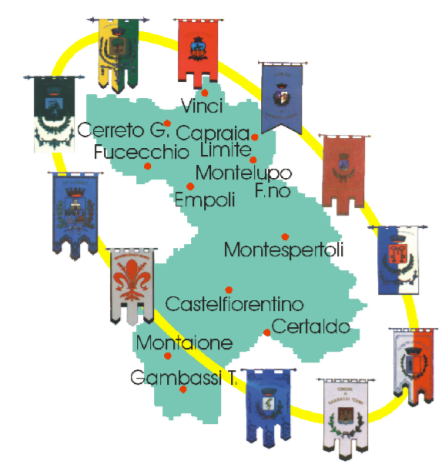 Vinci
Cerreto G.
Capraia
Limite
Fucecchio
Montelupo
F.no
Empoli
Montespertoli
Castelfiorentino
Certaldo
Montaione
Gambassi T.